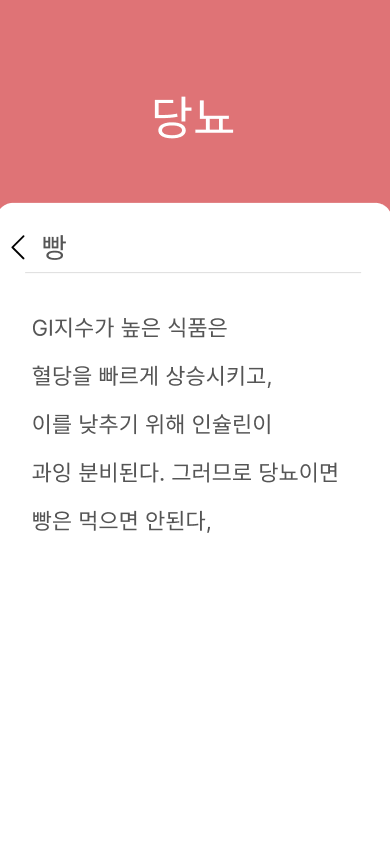 당뇨
빵
GI지수가 높은 식품은
혈당을 빠르게 상승시키고,
이를 낮추기 위해 인슐린이
과잉 분비된다. 그러므로 당뇨이면
빵은 먹으면 안된다,